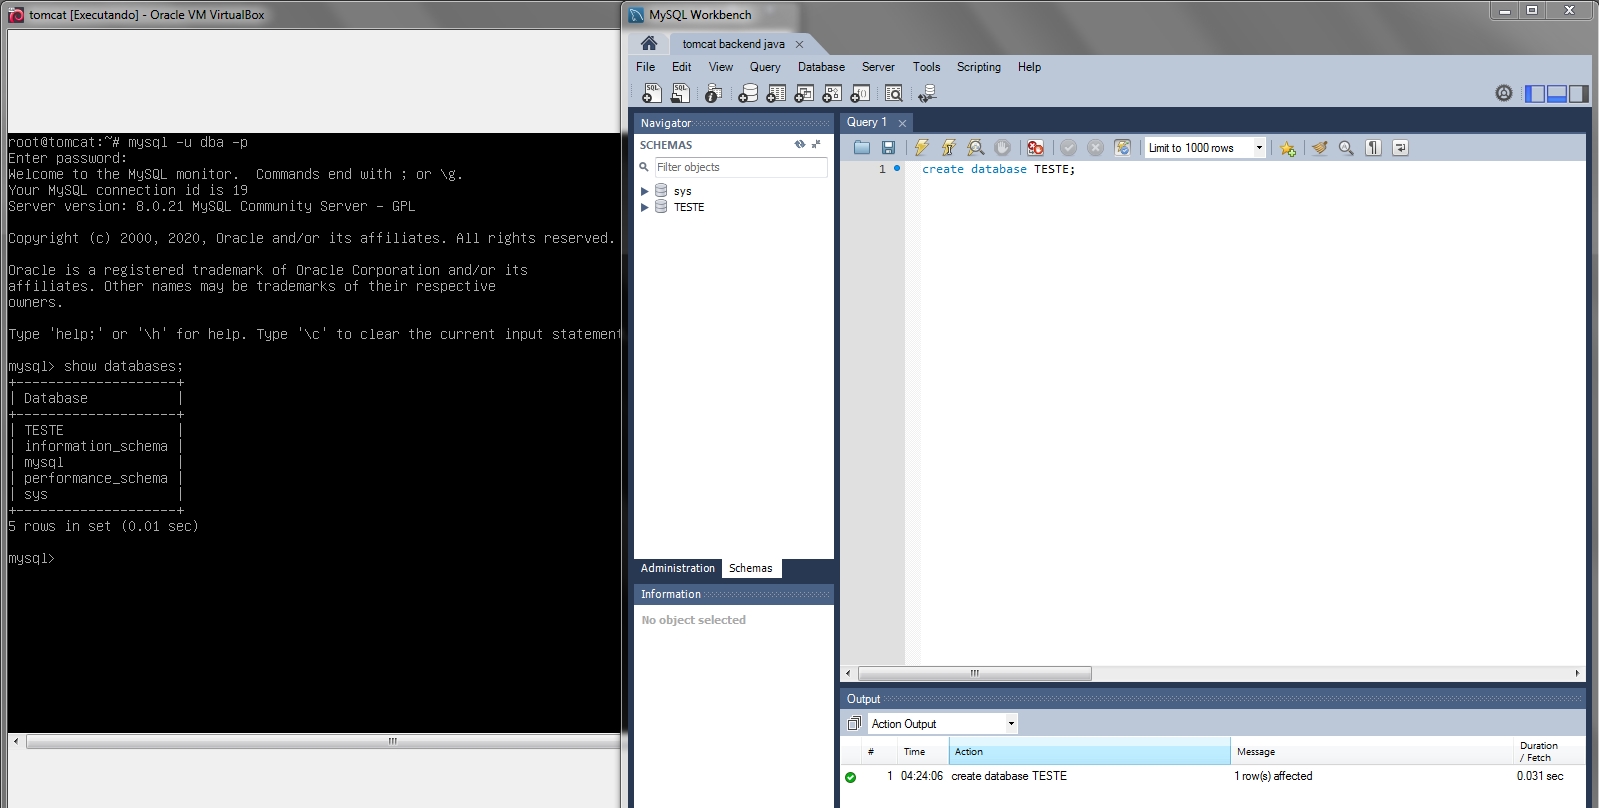 tomcat [Executando] - Oracle VM VirtualBox
root@tomcat:~# mysql -u dba -p
Enter password:
Welcome to the MySQL monitor.  Commands end with ; or \g.
Your MySQL connection id is 19
Server version: 8.0.21 MySQL Community Server - GPL
Copyright (c) 2000, 2020, Oracle and/or its affiliates. All rights reserved.
Oracle is a registered trademark of Oracle Corporation and/or its
affiliates. Other names may be trademarks of their respective
owners.
Type 'help;' or '\h' for help. Type '\c' to clear the current input statement
mysql> show databases;
+--------------------+
| Database           |
+--------------------+
| TESTE              |
| information_schema |
| mysql              |
| performance_schema |
| sys                |
+--------------------+
5 rows in set (0.01 sec)
mysql>
MySQL Workbench
tomcat backend java
File Edit View Query Database Server Tools Scripting Help
Navigator
SCHEMAS
Filter objects
sys
TESTE
Administration Schemas
Information
No object selected
Query 1
Limit to 1000 rows
1 create database TESTE;
Output
Action Output
# Time Action Message Duration / Fetch
1 04:24:06 create database TESTE 1 row(s) affected 0.031 sec